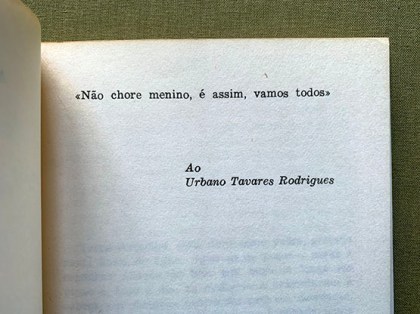 «Não chore menino, é assim, vamos todos»
Ao
Urbano Tavares Rodrigues